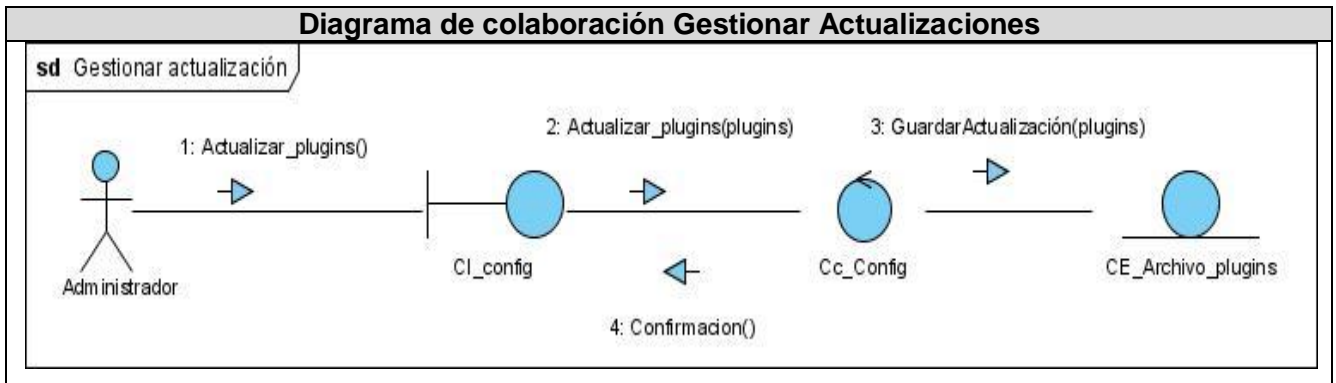 Diagrama de colaboración Gestionar Actualizaciones
sd Gestionar actualización
1: Actualizar_plugins()
2: Actualizar_plugins(plugins)
3: GuardarActualización(plugins)
Administrador
CI_config
Cc_Config
CE_Archivo_plugins
4: Confirmacion()